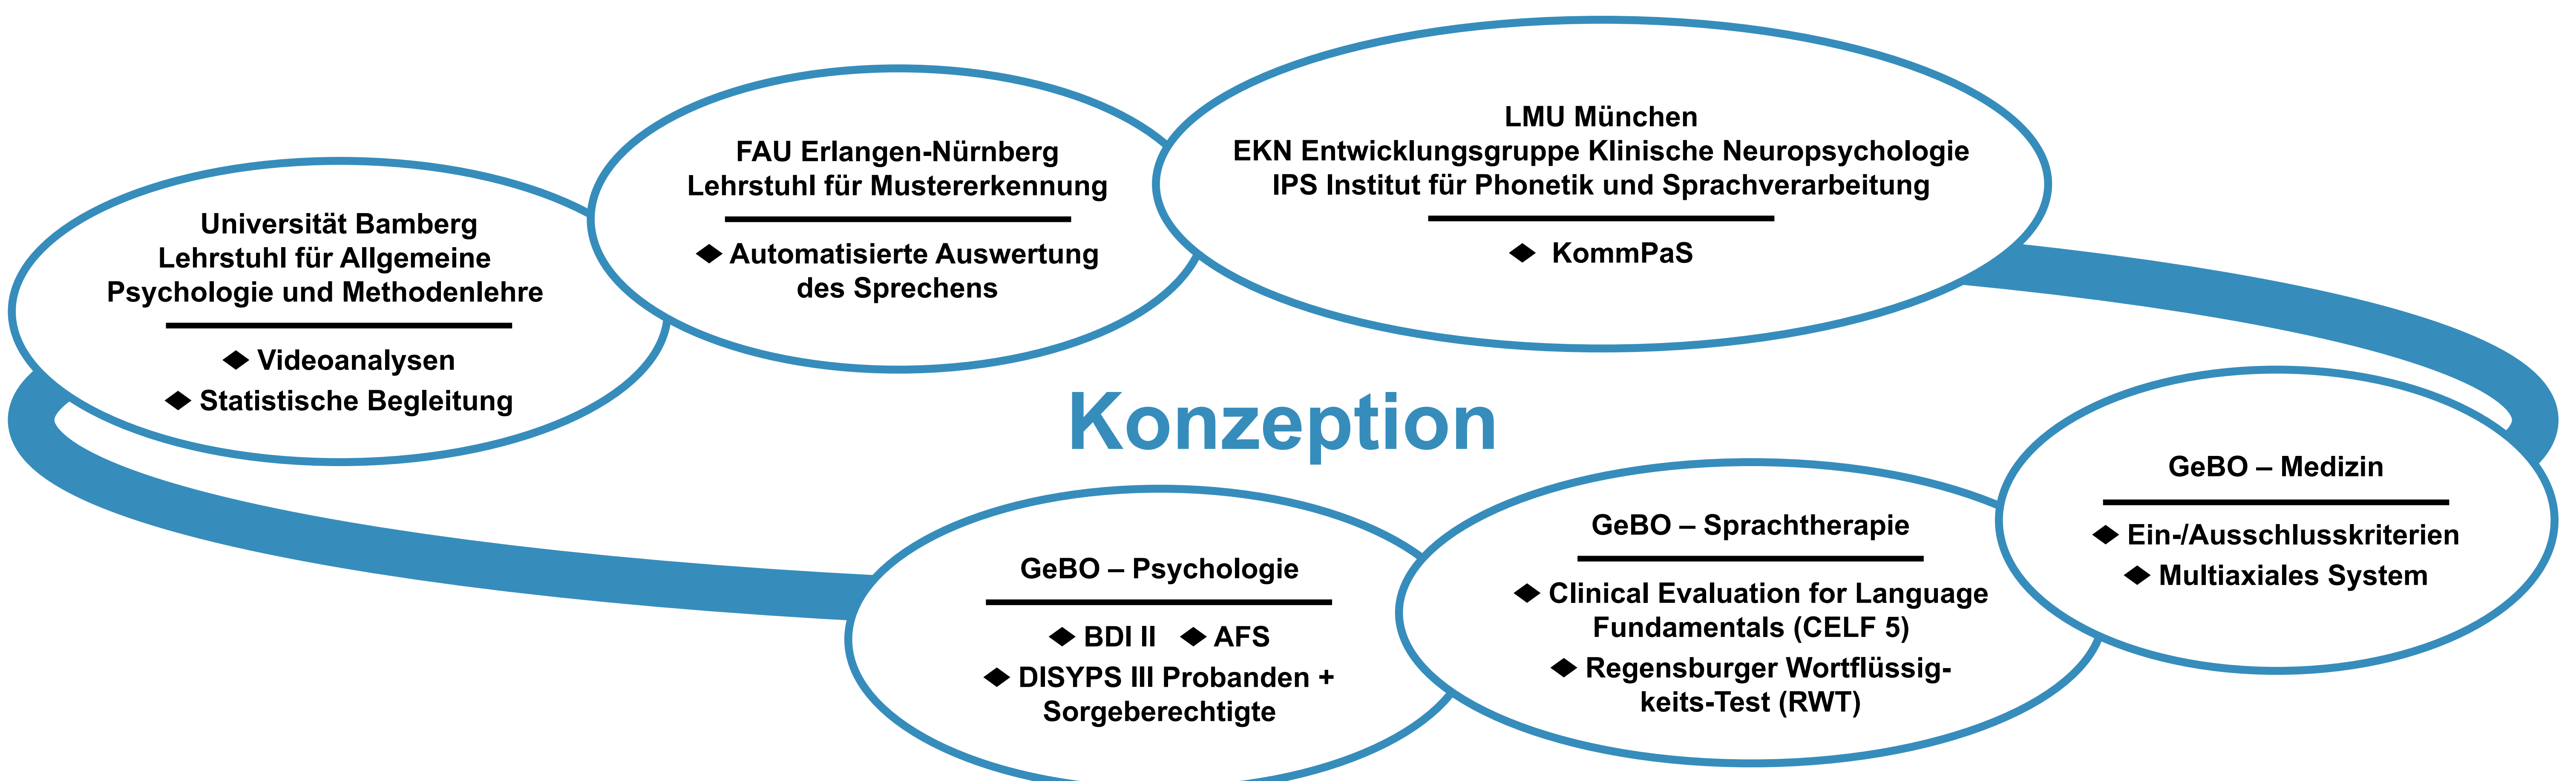 Universität Bamberg
Lehrstuhl für Allgemeine
Psychologie und Methodenlehre
◆ Videoanalysen
◆ Statistische Begleitung
FAU Erlangen-Nürnberg
Lehrstuhl für Mustererkennung
◆ Automatisierte Auswertung
des Sprechens
LMU München
EKN Entwicklungsgruppe Klinische Neuropsychologie
IPS Institut für Phonetik und Sprachverarbeitung
◆ KommPaS
Konzeption
GeBO – Psychologie
◆ BDI II ◆ AFS
◆ DISYPS III Probanden +
Sorgeberechtigte
GeBO – Sprachtherapie
◆ Clinical Evaluation for Language
Fundamentals (CELF 5)
◆ Regensburger Wortflüssig-
keits-Test (RWT)
GeBO – Medizin
◆ Ein-/Ausschlusskriterien
◆ Multiaxiales System